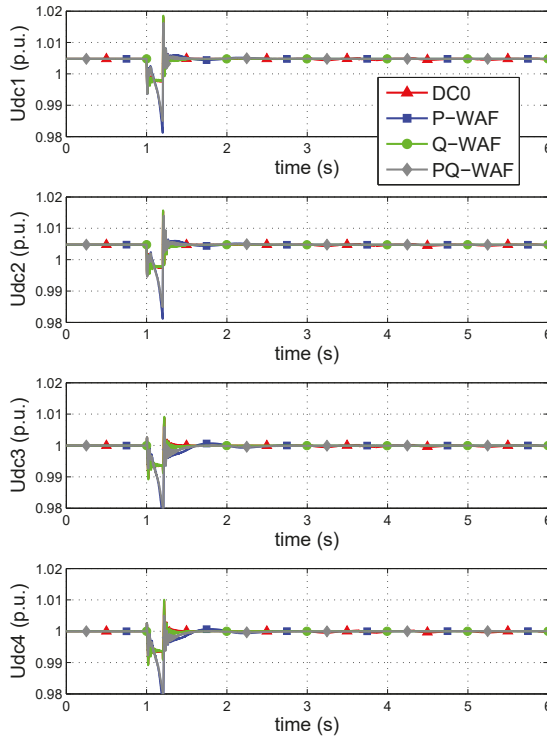 1.02
1.01
1
0.99
0.98
Udc1 (p.u.)
0 1 2 3 4 5 6
time (s)
DC0
P-WAF
Q-WAF
PQ-WAF
1.02
1.01
1
0.99
0.98
Udc2 (p.u.)
0 1 2 3 4 5 6
time (s)
1.02
1.01
1
0.99
0.98
Udc3 (p.u.)
0 1 2 3 4 5 6
time (s)
1.02
1.01
1
0.99
0.98
Udc4 (p.u.)
0 1 2 3 4 5 6
time (s)